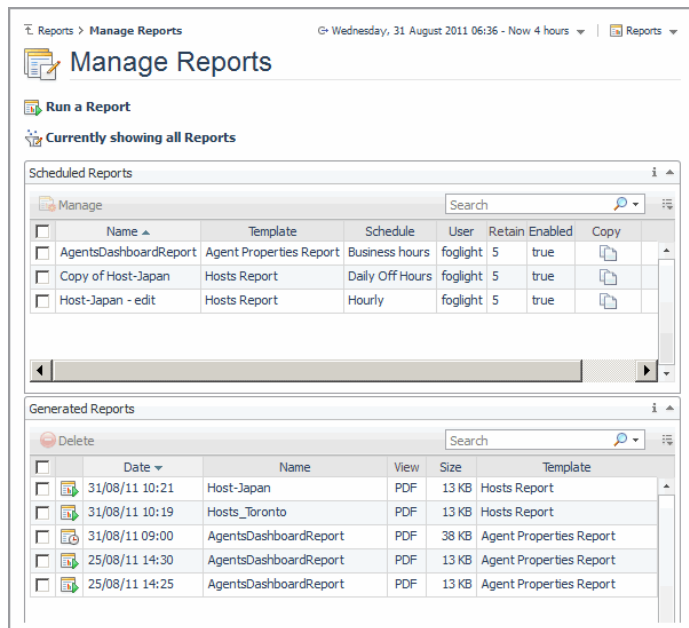 Reports > Manage Reports
Wednesday, 31 August 2011 06:36 - Now 4 hours
Reports
Manage Reports
Run a Report
Currently showing all Reports
Scheduled Reports
Manage
Search
Name Template Schedule User Retain Enabled Copy
AgentsDashboardReport Agent Properties Report Business hours foglight 5 true
Copy of Host-Japan Hosts Report Daily Off Hours foglight 5 true
Host-Japan - edit Hosts Report Hourly foglight 5 true
Generated Reports
Delete
Search
Date Name View Size Template
31/08/11 10:21 Host-Japan PDF 13 KB Hosts Report
31/08/11 10:19 Hosts_Toronto PDF 13 KB Hosts Report
31/08/11 09:00 AgentsDashboardReport PDF 38 KB Agent Properties Report
25/08/11 14:30 AgentsDashboardReport PDF 13 KB Agent Properties Report
25/08/11 14:25 AgentsDashboardReport PDF 13 KB Agent Properties Report